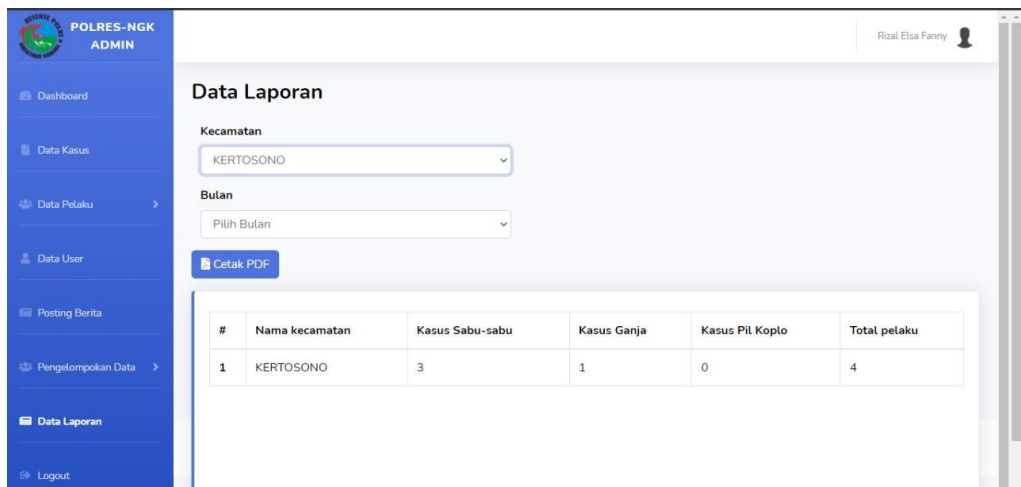 POLRES-NGK
ADMIN
Rizal Elsa Fanny
Dashboard
Data Kasus
Data Pelaku
Data User
Posting Berita
Pengelompokan Data
Data Laporan
Logout
Data Laporan
Kecamatan
KERTOSONO
Bulan
Pilih Bulan
Cetak PDF
# Nama kecamatan Kasus Sabu-sabu Kasus Ganja Kasus Pil Koplo Total pelaku
1 KERTOSONO 3 1 0 4